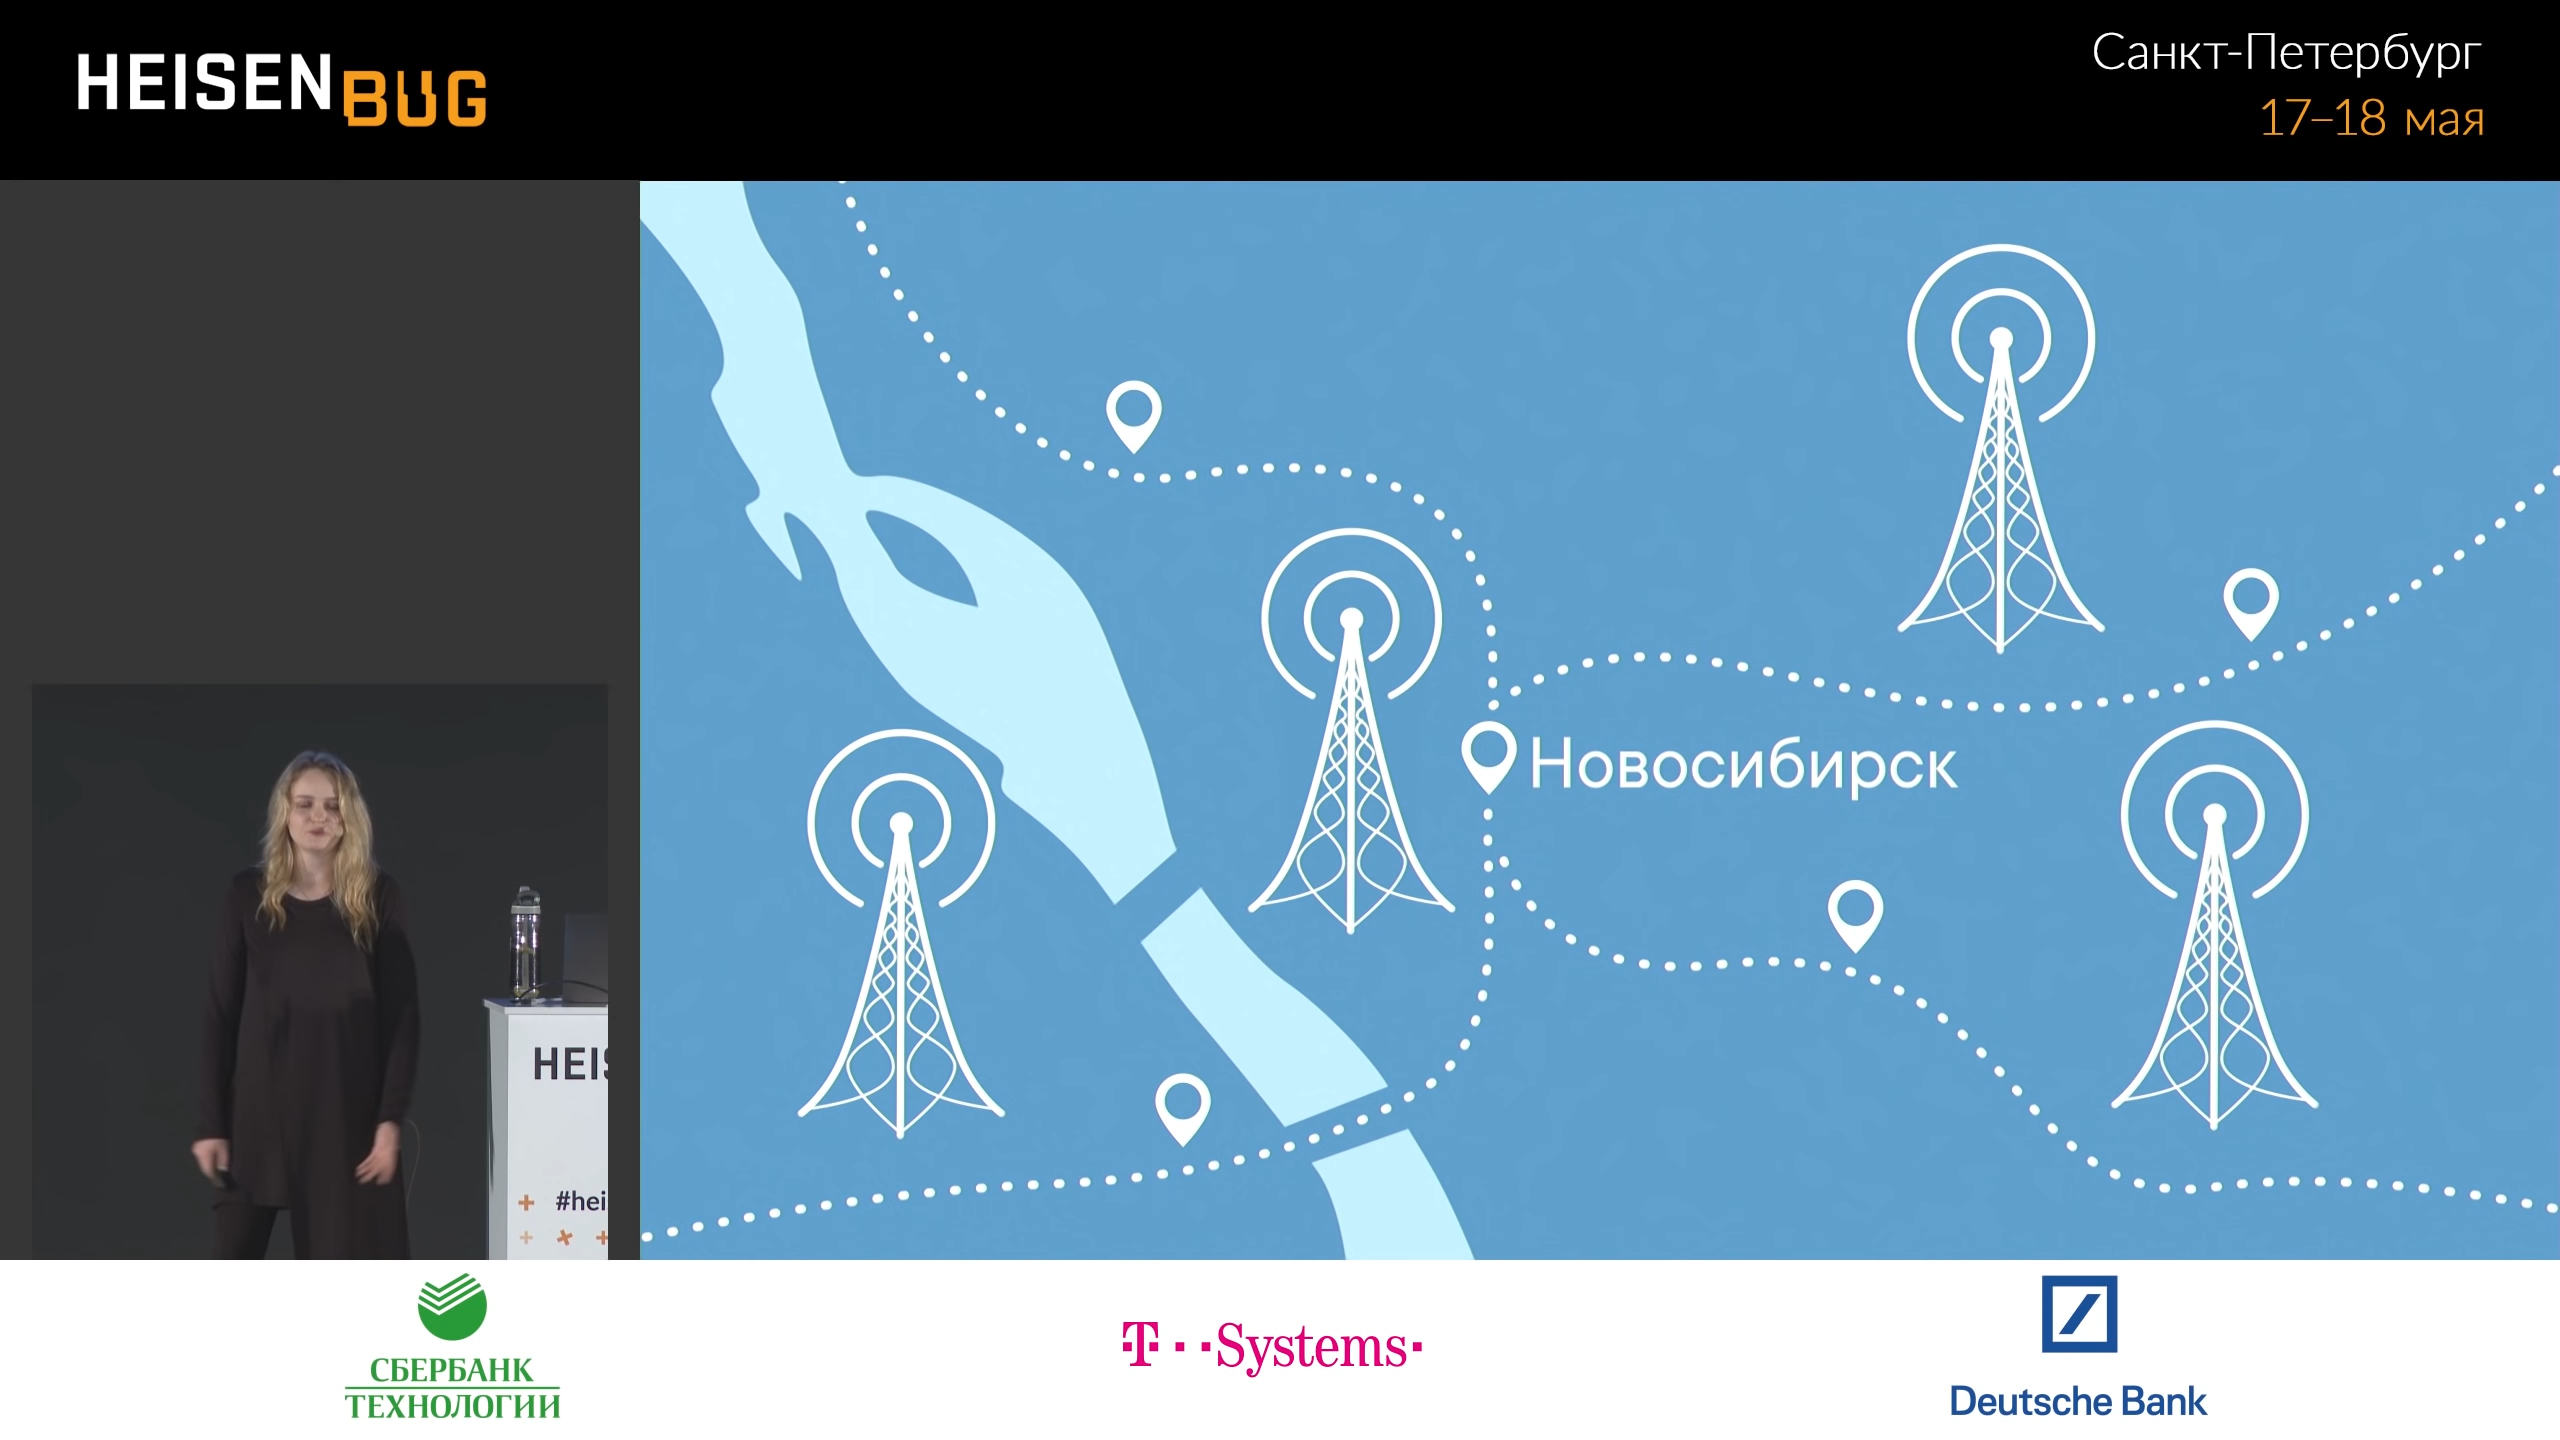 HEISENBUG
Санкт-Петербург
17–18 мая
Новосибирск
HEIS
#hei
СБЕРБАНК
ТЕХНОЛОГИИ
T··Systems·
Deutsche Bank